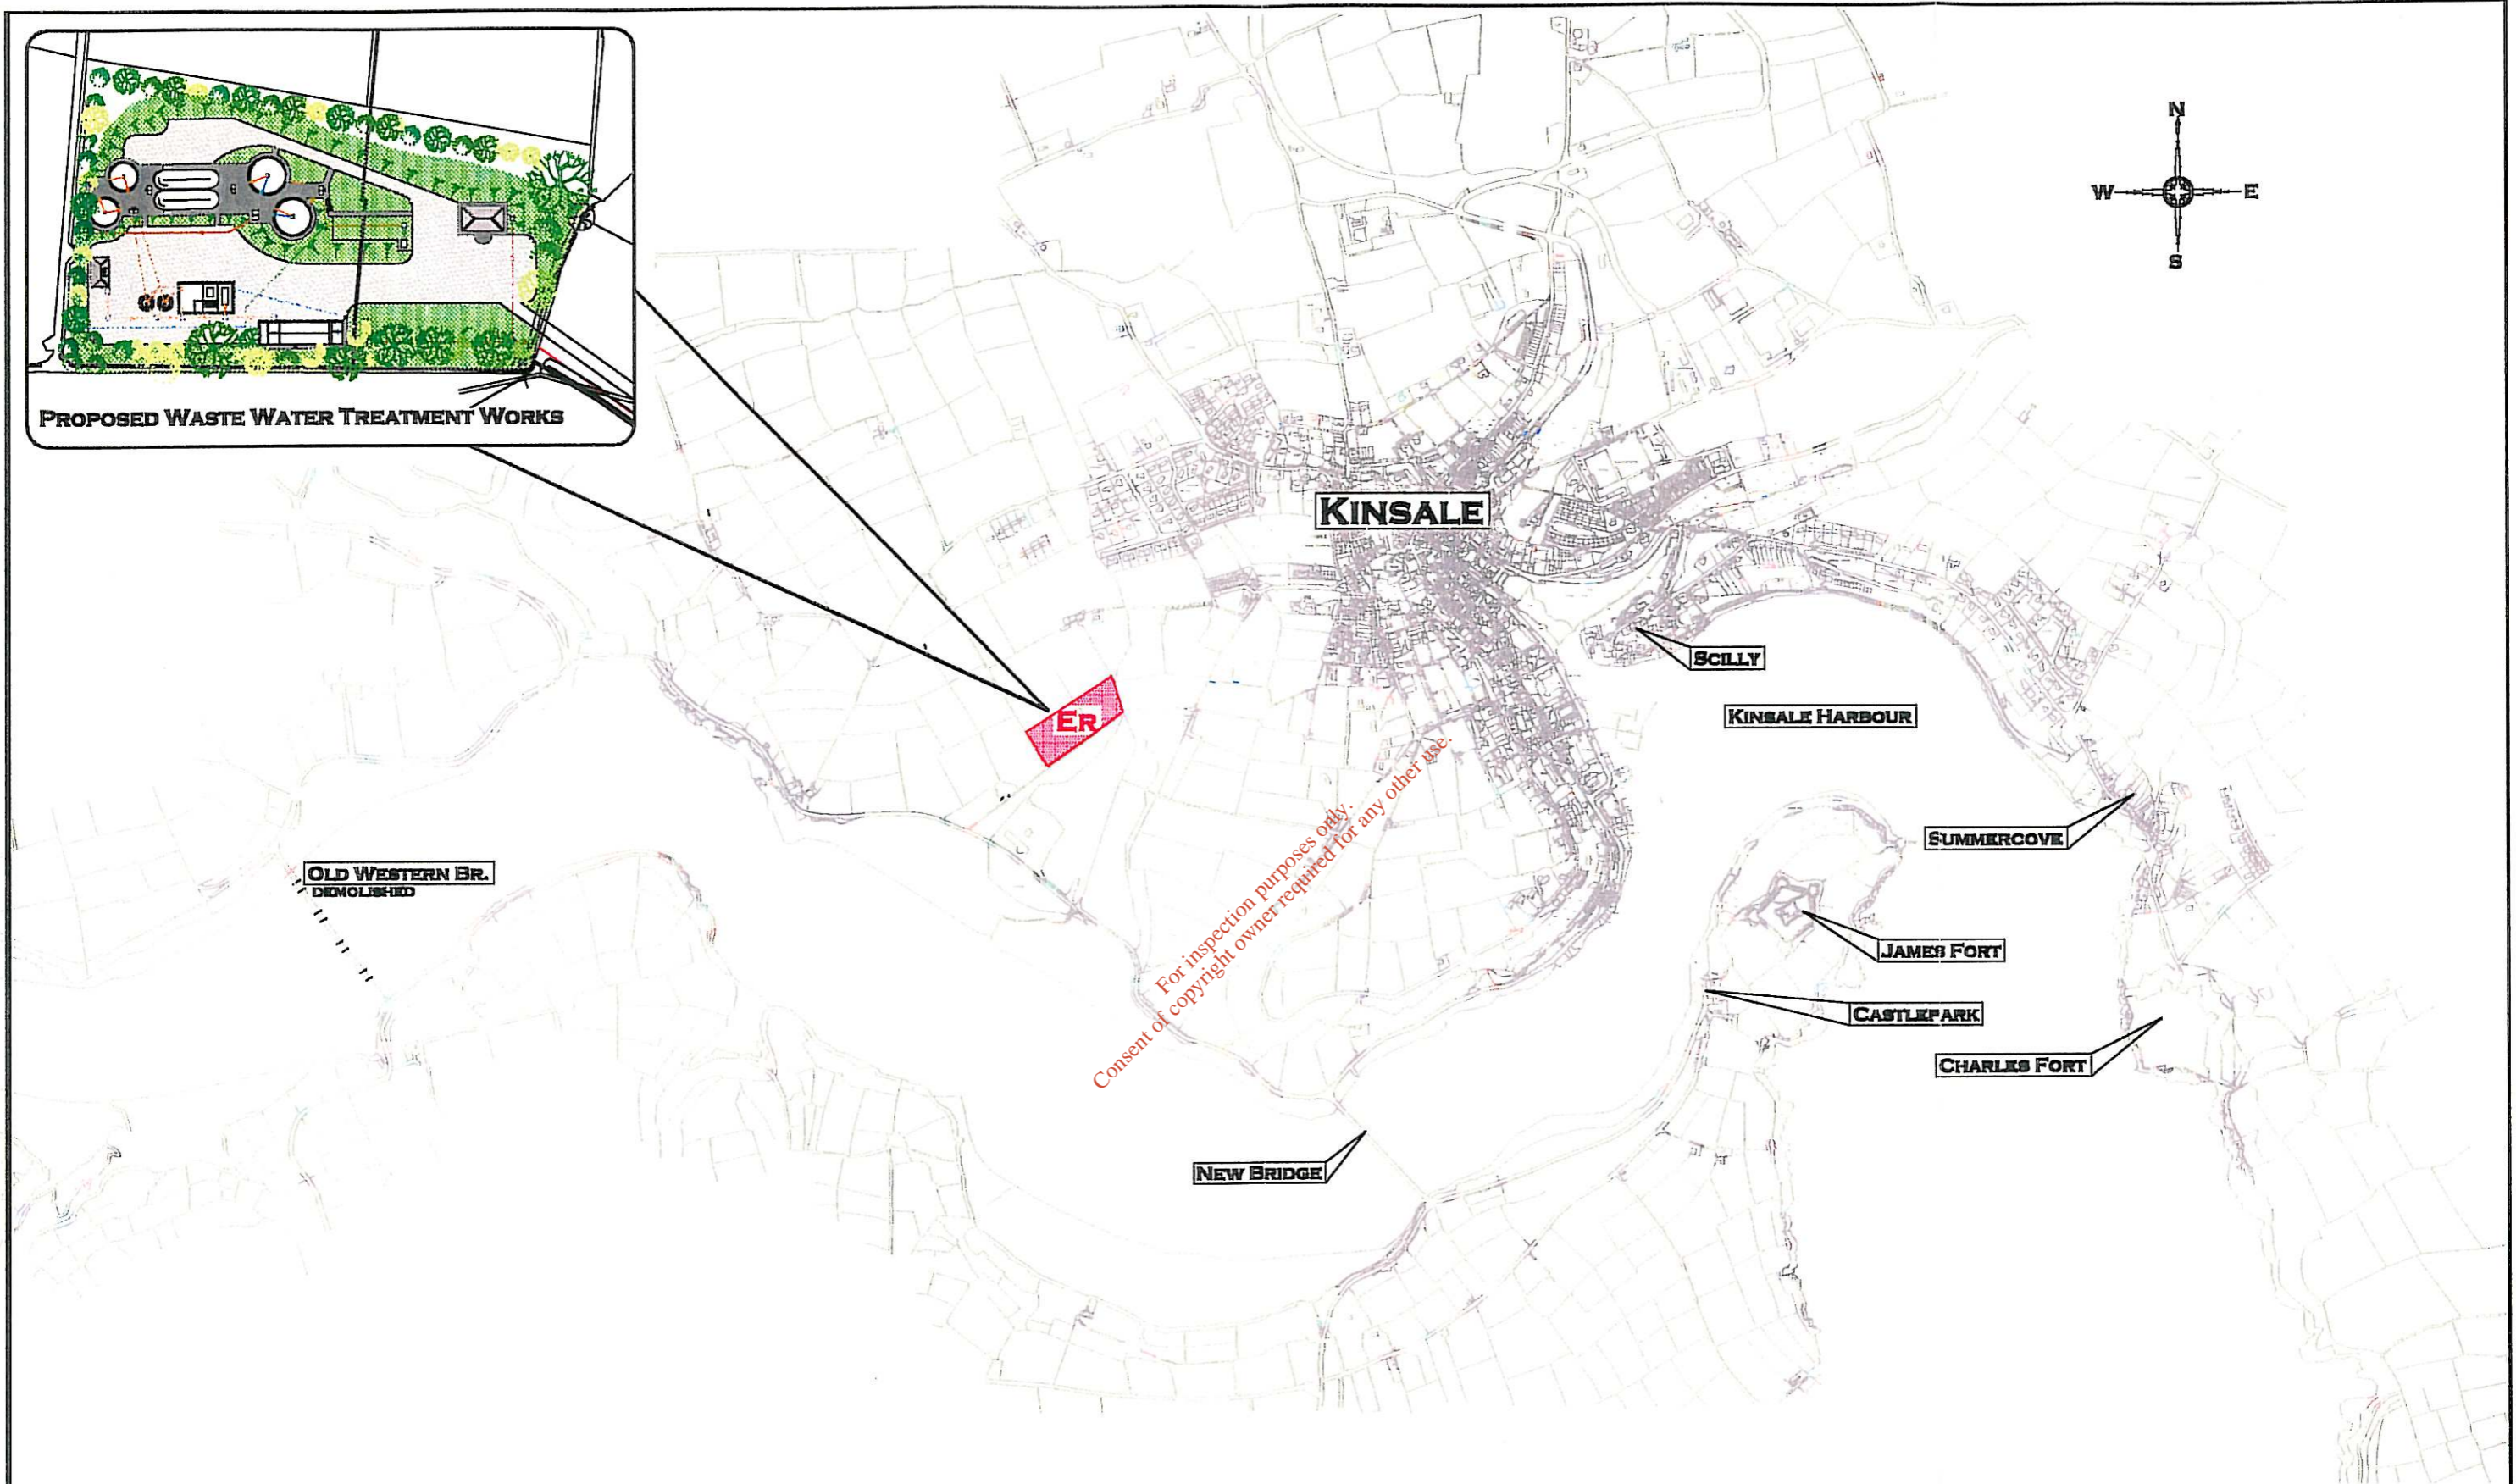 PROPOSED WASTE WATER TREATMENT WORKS
N
W
E
S
KINSALE
SCILLY
KINSALE HARBOUR
ER
SUMMERCOVE
OLD WESTERN BR.
DEMOLISHED
JAMES FORT
CASTLEPARK
CHARLES FORT
NEW BRIDGE
For inspection purposes only.
Consent of copyright owner required for any other use.